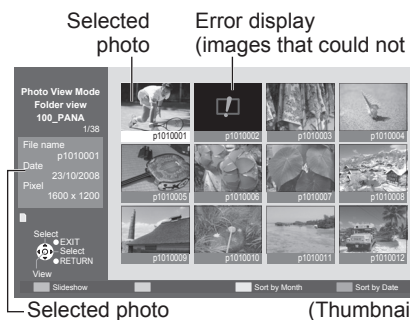 Selected photo
Error display
(images that could not
Photo View Mode
Folder view
100_PANA
1/38
File name
p1010001
Date
23/10/2008
Pixel
1600 x 1200
Select
EXIT
Select
RETURN
View
p1010001
p1010002
p1010003
p1010004
p1010005
p1010006
p1010007
p1010008
p1010009
p1010010
p1010011
p1010012
Slideshow
Sort by Month
Sort by Date
Selected photo
(Thumbnai